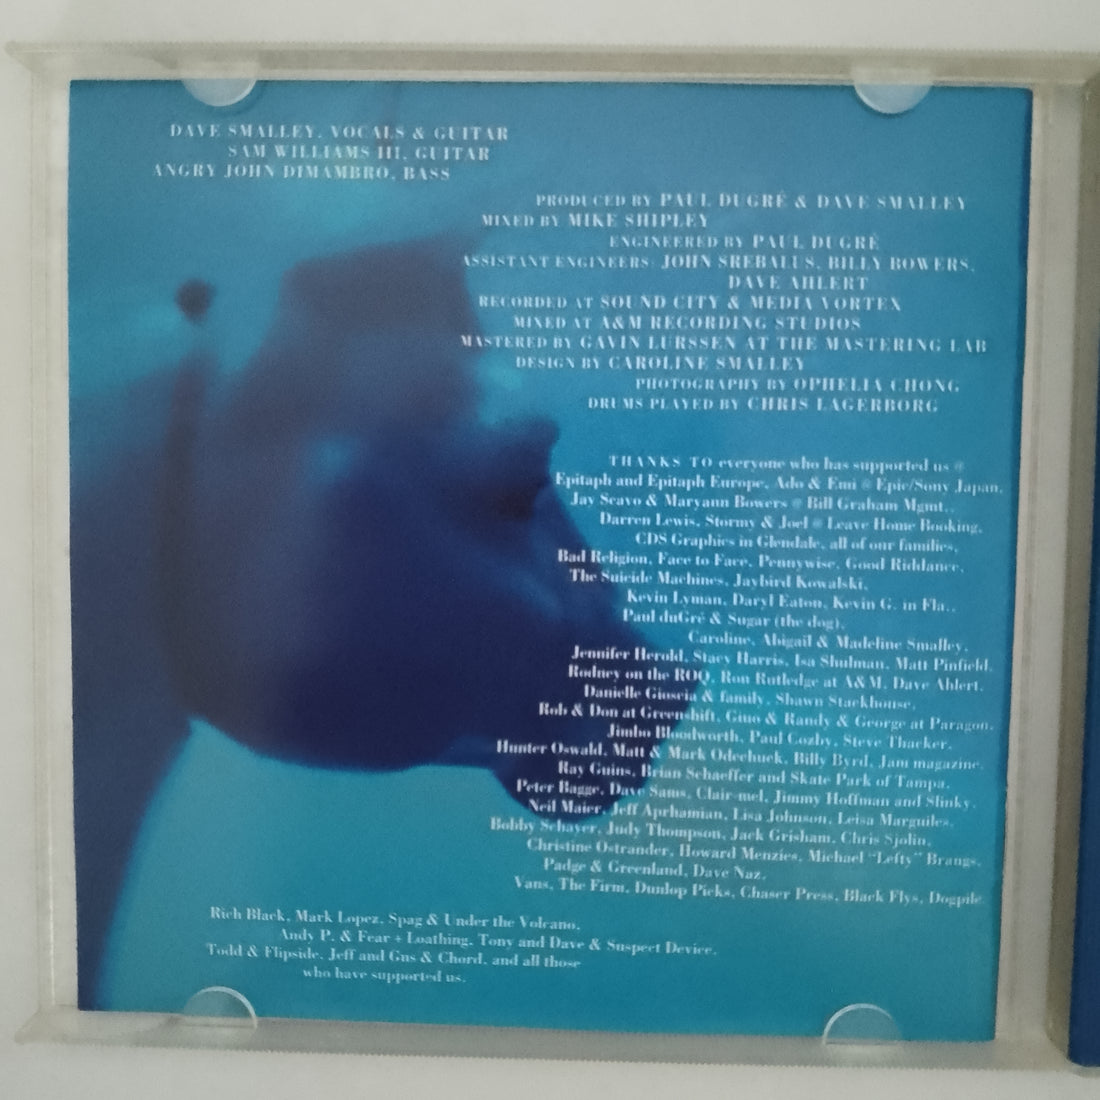 DAVE SMALLEY, VOCALS & GUITAR
SAM WILLIAMS III, GUITAR
ANGRY JOHN DIMAMBRO, BASS
PRODUCED BY PAUL DUGRÉ & DAVE SMALLEY
MIXED BY MIKE SHIPLEY
ENGINEERED BY PAUL DUGRÉ
ASSISTANT ENGINEERS: JOHN SREBALUS, BILLY BOWERS,
DAVE AHLERT
RECORDED AT SOUND CITY & MEDIA VORTEX
MIXED AT A&M RECORDING STUDIOS
MASTERED BY GAVIN LURSSEN AT THE MASTERING LAB
DESIGN BY CAROLINE SMALLEY
PHOTOGRAPHY BY OPHELIA CHONG
DRUMS PLAYED BY CHRIS LAGERBORG
THANKS TO everyone who has supported us @
Epitaph and Epitaph Europe, Ado & Emi @ Epic/Sony Japan,
Jay Scavo & Maryann Bowers @ Bill Graham Mgmt.,
Darren Lewis, Stormy & Joel @ Leave Home Booking,
CDS Graphics in Glendale, all of our families,
Bad Religion, Face to Face, Pennywise, Good Riddance,
The Suicide Machines, Jaybird Kowalski,
Kevin Lyman, Daryl Eaton, Kevin G. in Fla.,
Paul duGré & Sugar (the dog),
Caroline, Abigail & Madeline Smalley,
Jennifer Herold, Stacy Harris, Isa Shulman, Matt Pinfield,
Rodney on the ROQ, Ron Rutledge at A&M, Dave Ahlert,
Danielle Gioscia & family, Shawn Stackhouse,
Rob & Don at Greenshift, Gino & Randy & George at Paragon,
Jimbo Bloodworth, Paul Cozby, Steve Thacker,
Hunter Oswald, Matt & Mark Odechuck, Billy Byrd, Jam magazine,
Ray Guins, Brian Schaeffer and Skate Park of Tampa,
Peter Bagge, Dave Sams, Clair-mel, Jimmy Hoffman and Slinky,
Neil Maier, Jeff Aprhamian, Lisa Johnson, Leisa Marguiles,
Bobby Schayer, Judy Thompson, Jack Grisham, Chris Sjolin,
Christine Ostrander, Howard Menzies, Michael "Lefty" Brangs,
Padge & Greenland, Dave Naz,
Vans, The Firm, Dunlop Picks, Chaser Press, Black Flys, Dogpile
Rich Black, Mark Lopez, Spag & Under the Volcano,
Andy P. & Fear + Loathing, Tony and Dave & Suspect Device,
Todd & Flipside, Jeff and Gus & Chord, and all those
who have supported us.